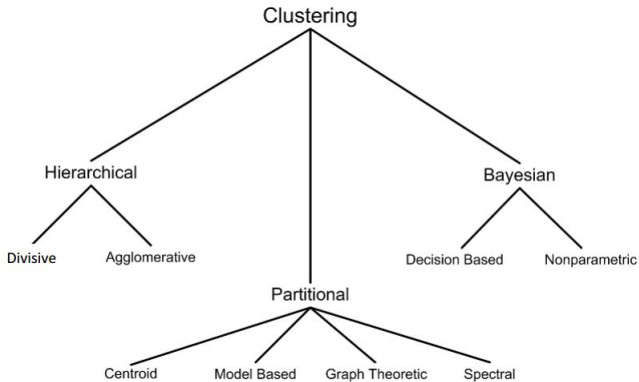 Clustering
Hierarchical
Bayesian
Divisive
Agglomerative
Decision Based
Nonparametric
Partitional
Centroid
Model Based
Graph Theoretic
Spectral